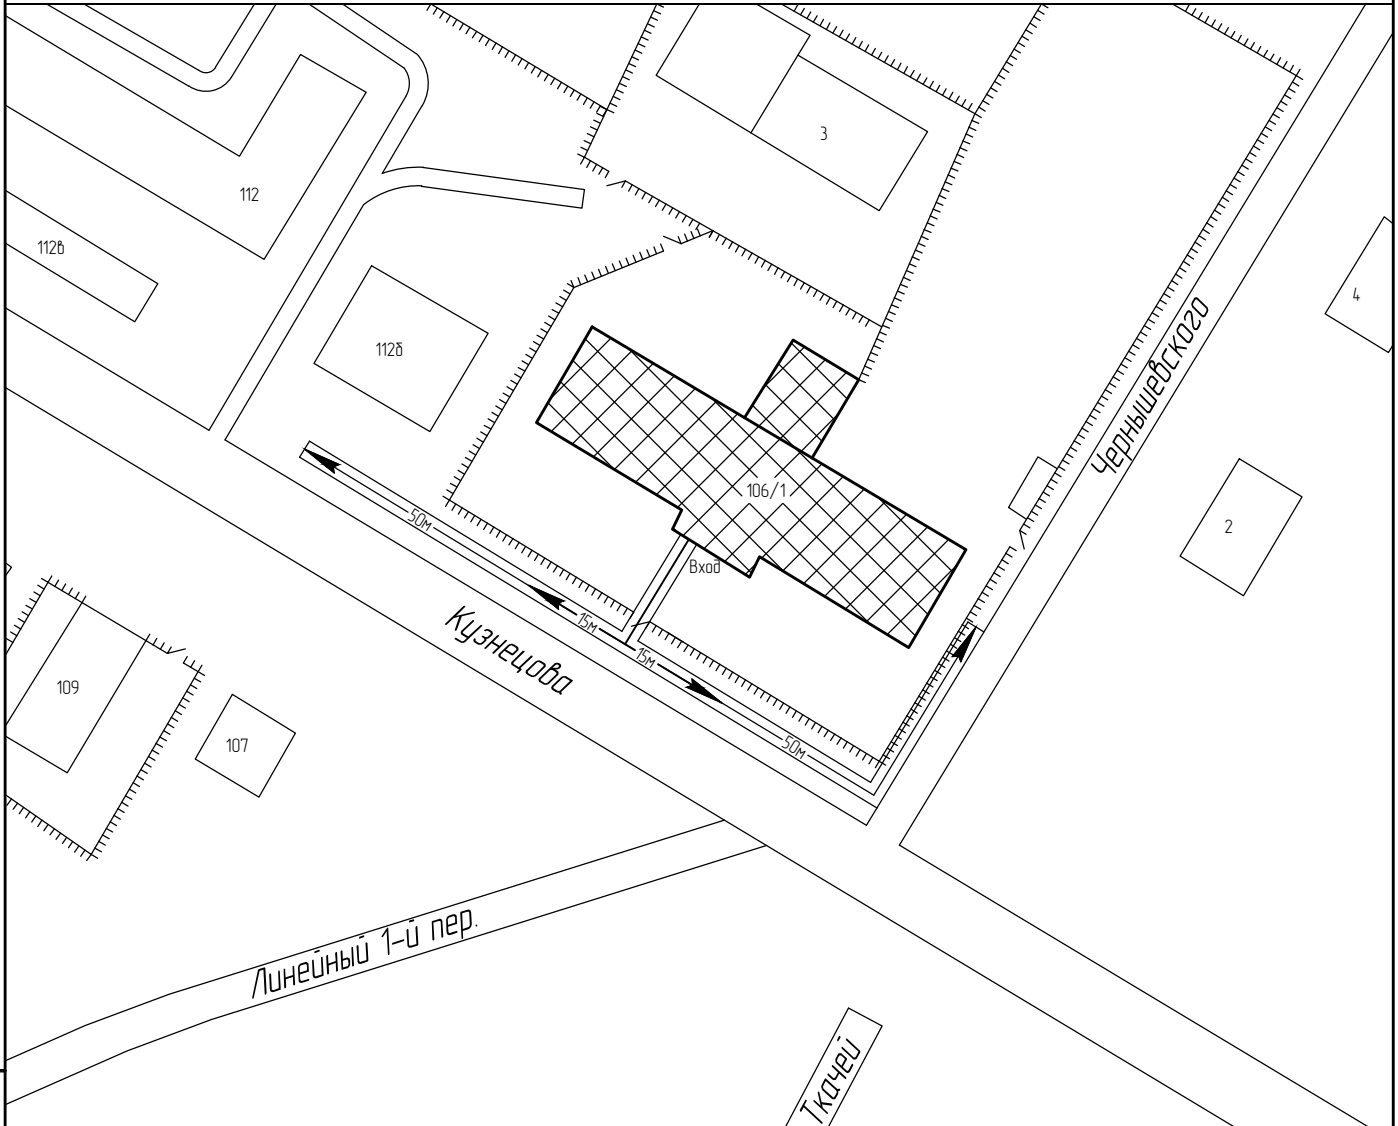 3
112
112в
4
112б
Чернышевского
106/1
50м
2
Вход
15м
Кузнецова
15м
109
107
50м
Линейный 1-й пер.
Ткачей